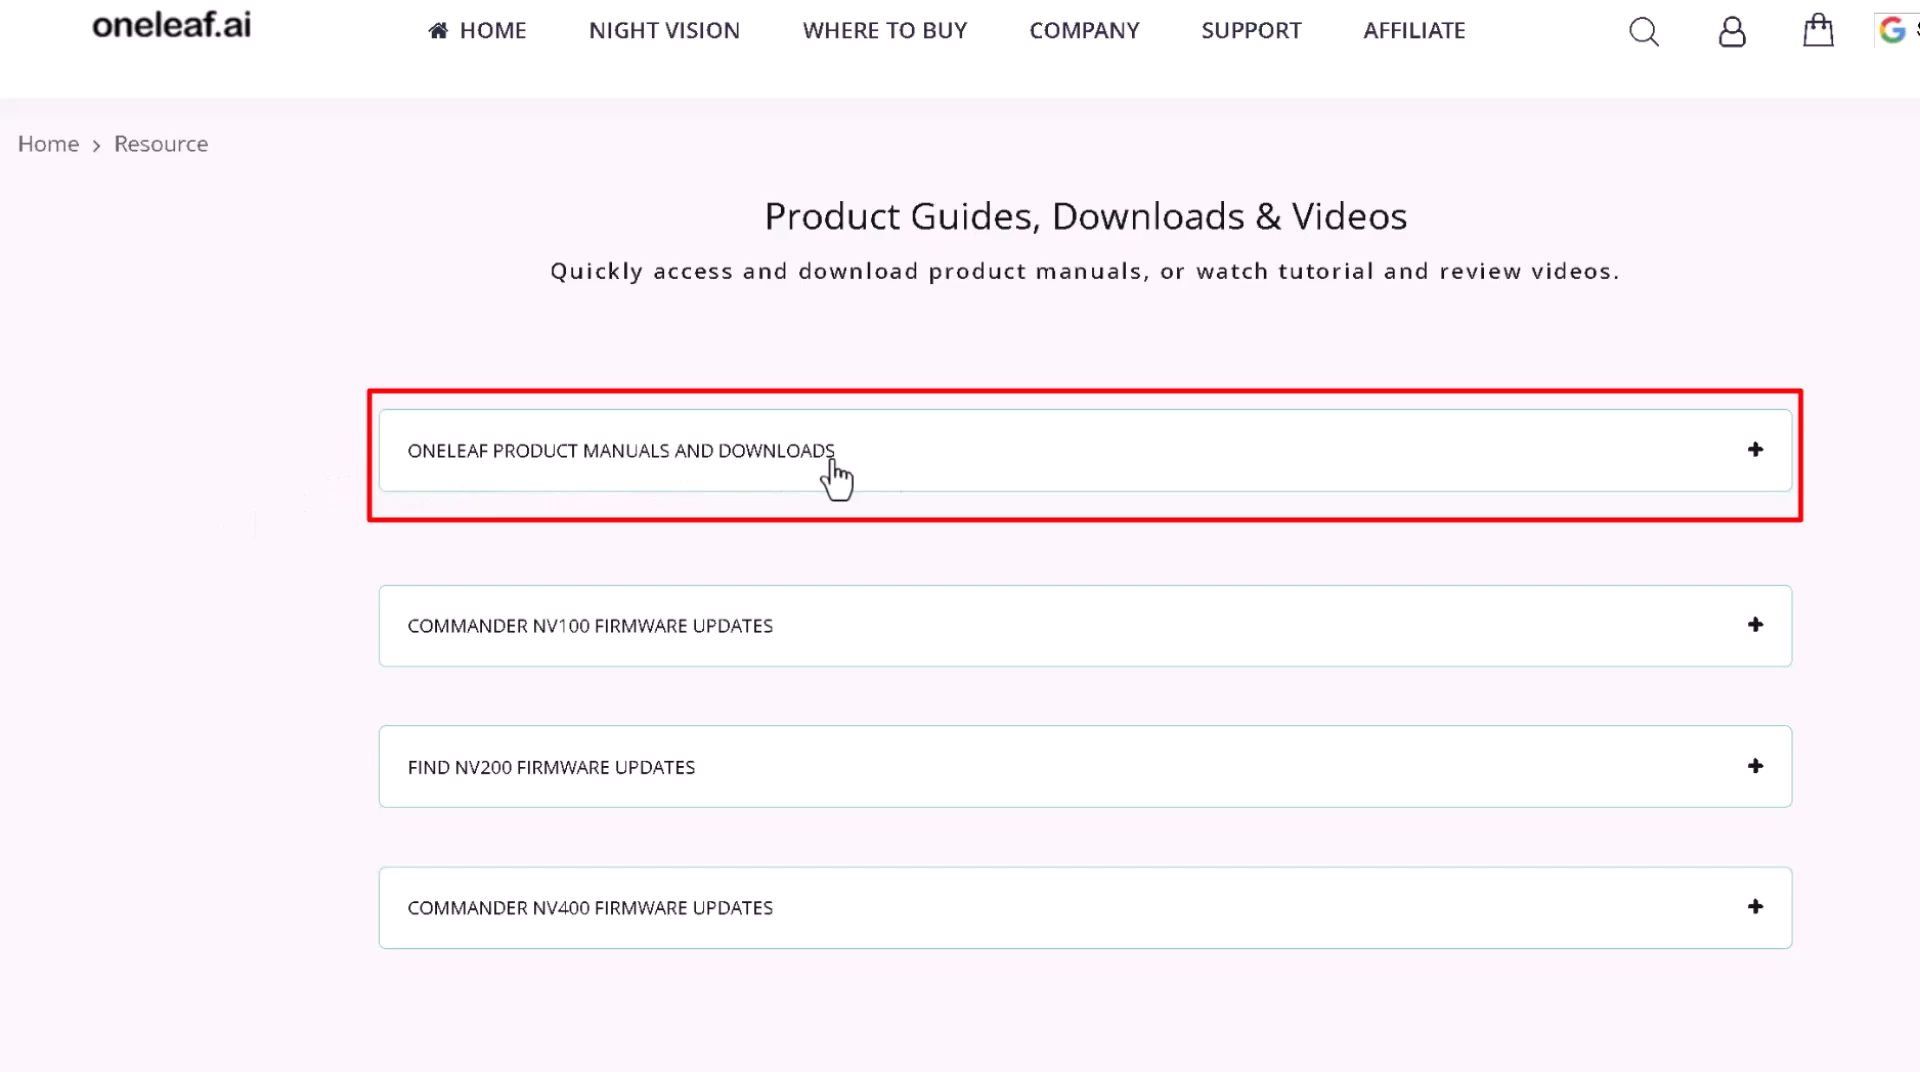 oneleaf.ai
HOME NIGHT VISION WHERE TO BUY COMPANY SUPPORT AFFILIATE
Home > Resource
Product Guides, Downloads & Videos
Quickly access and download product manuals, or watch tutorial and review videos.
ONELEAF PRODUCT MANUALS AND DOWNLOADS
COMMANDER NV100 FIRMWARE UPDATES
FIND NV200 FIRMWARE UPDATES
COMMANDER NV400 FIRMWARE UPDATES